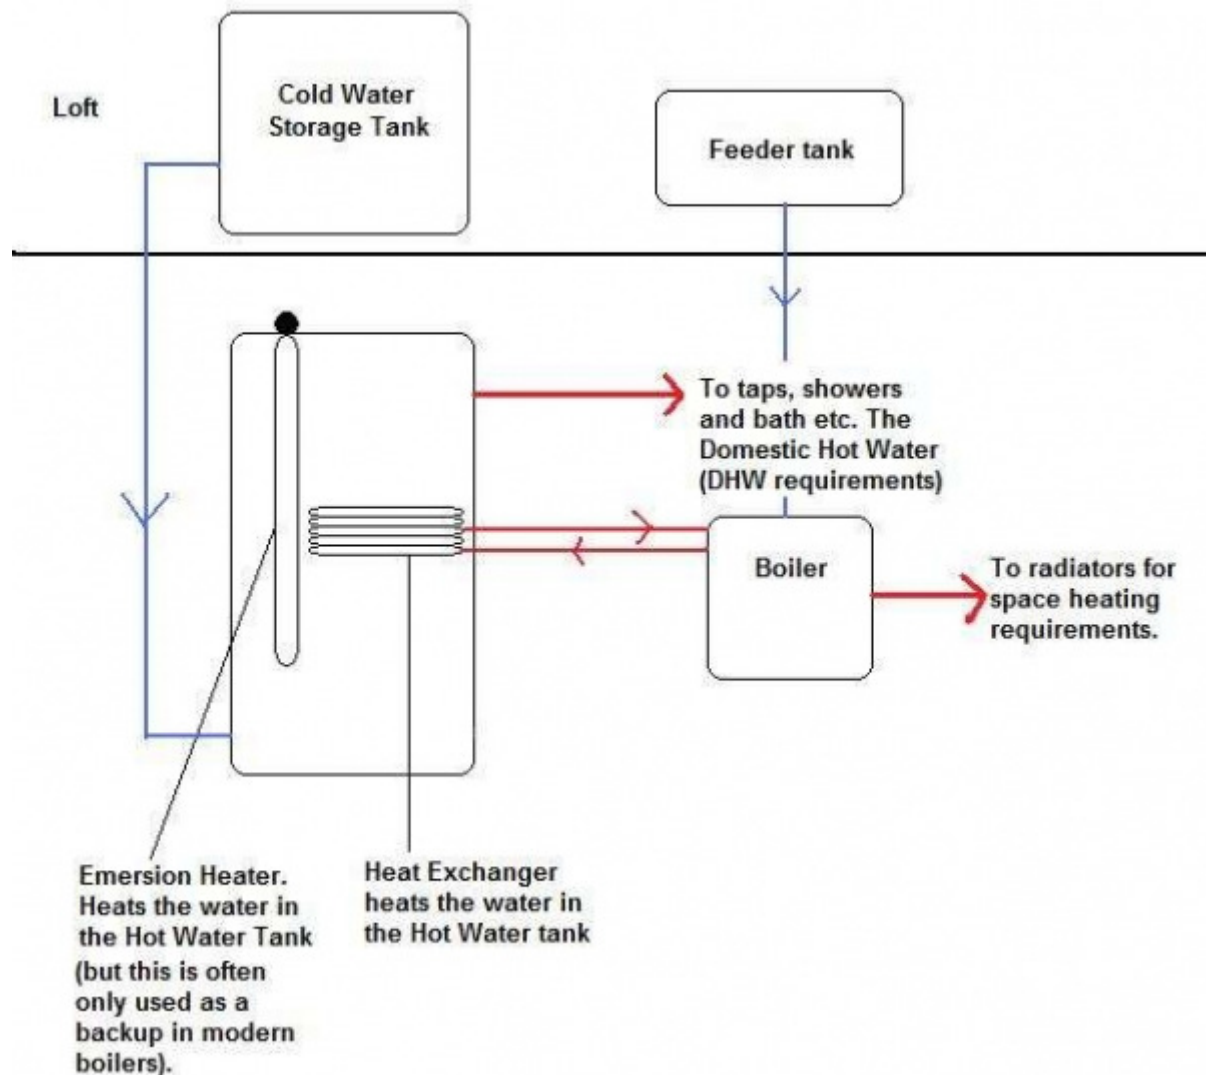 Loft
Cold Water
Storage Tank
Feeder tank
To taps, showers
and bath etc. The
Domestic Hot Water
(DHW requirements)
Boiler
To radiators for
space heating
requirements.
Emersion Heater.
Heats the water in
the Hot Water Tank
(but this is often
only used as a
backup in modern
boilers).
Heat Exchanger
heats the water in
the Hot Water tank